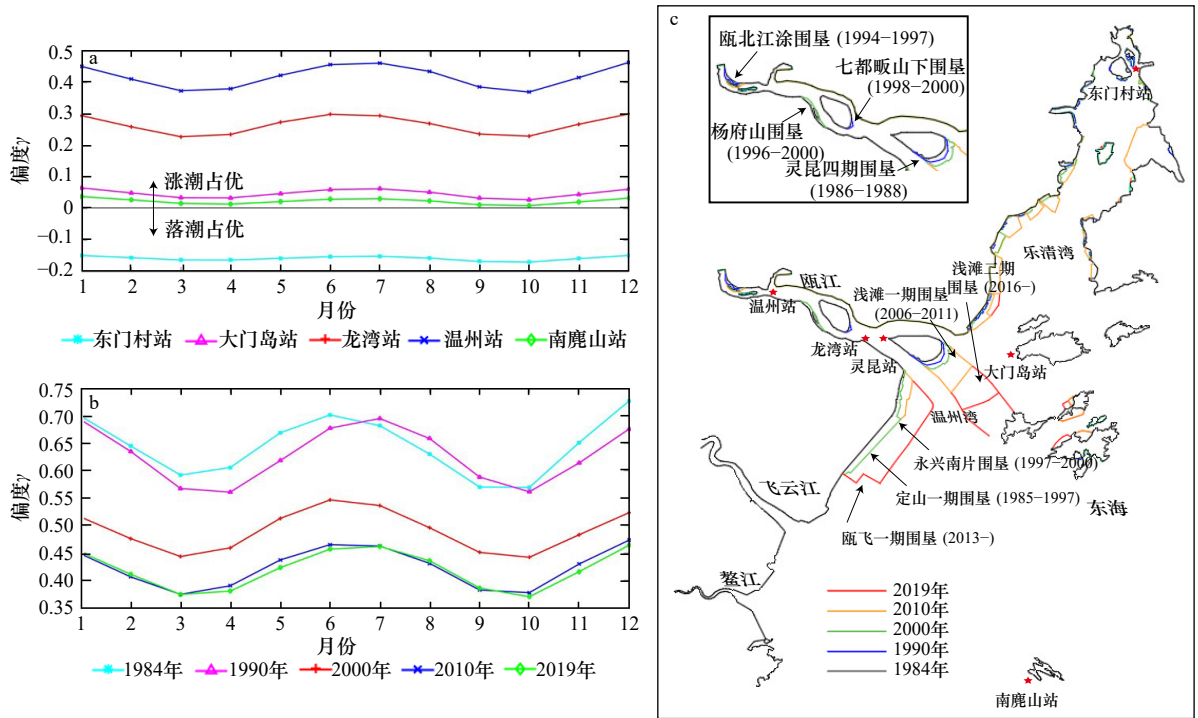 a
偏度γ
0.5
0.4
0.3
0.2
0.1
0
−0.1
−0.2
涨潮占优
落潮占优
1 2 3 4 5 6 7 8 9 10 11 12
月份
东门村站 大门岛站 龙湾站 温州站 南麂山站
b
偏度γ
0.75
0.70
0.65
0.60
0.55
0.50
0.45
0.40
0.35
1 2 3 4 5 6 7 8 9 10 11 12
月份
1984年 1990年 2000年 2010年 2019年
c
瓯北江涂围垦 (1994−1997)
七都畈山下围垦
(1998−2000)
杨府山围垦
(1996−2000)
灵昆四期围垦
(1986−1988)
东门村站
乐清湾
瓯江
温州站
浅滩一期围垦
(2006−2011)
浅滩二期
围垦 (2016-)
龙湾站
灵昆站
大门岛站
温州湾
永兴南片围垦 (1997−2000)
定山一期围垦 (1985−1997)
东海
飞云江
瓯飞一期围垦 (2013-)
鳌江
2019年
2010年
2000年
1990年
1984年
南鹿山站